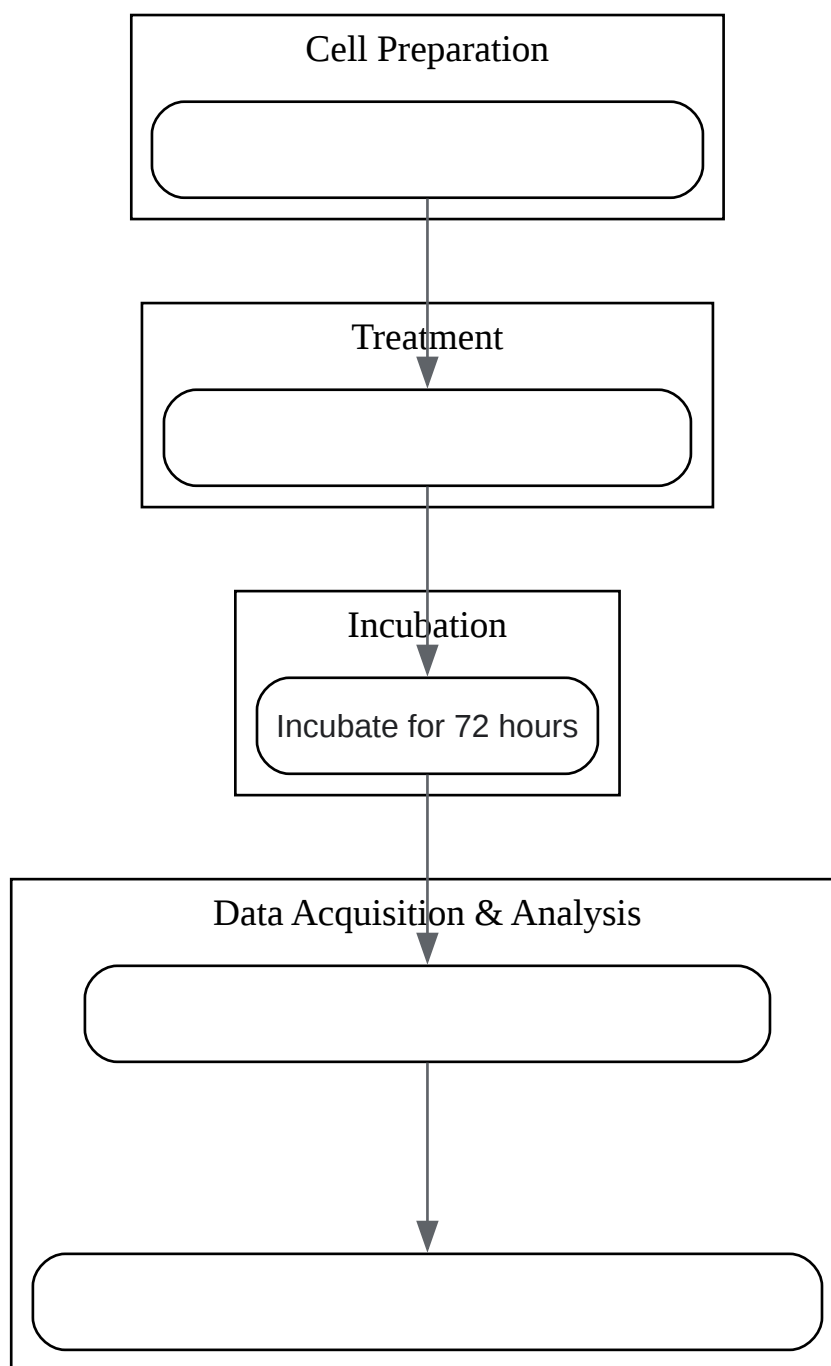 Cell Preparation
Treatment
Incubation
Incubate for 72 hours
Data Acquisition & Analysis